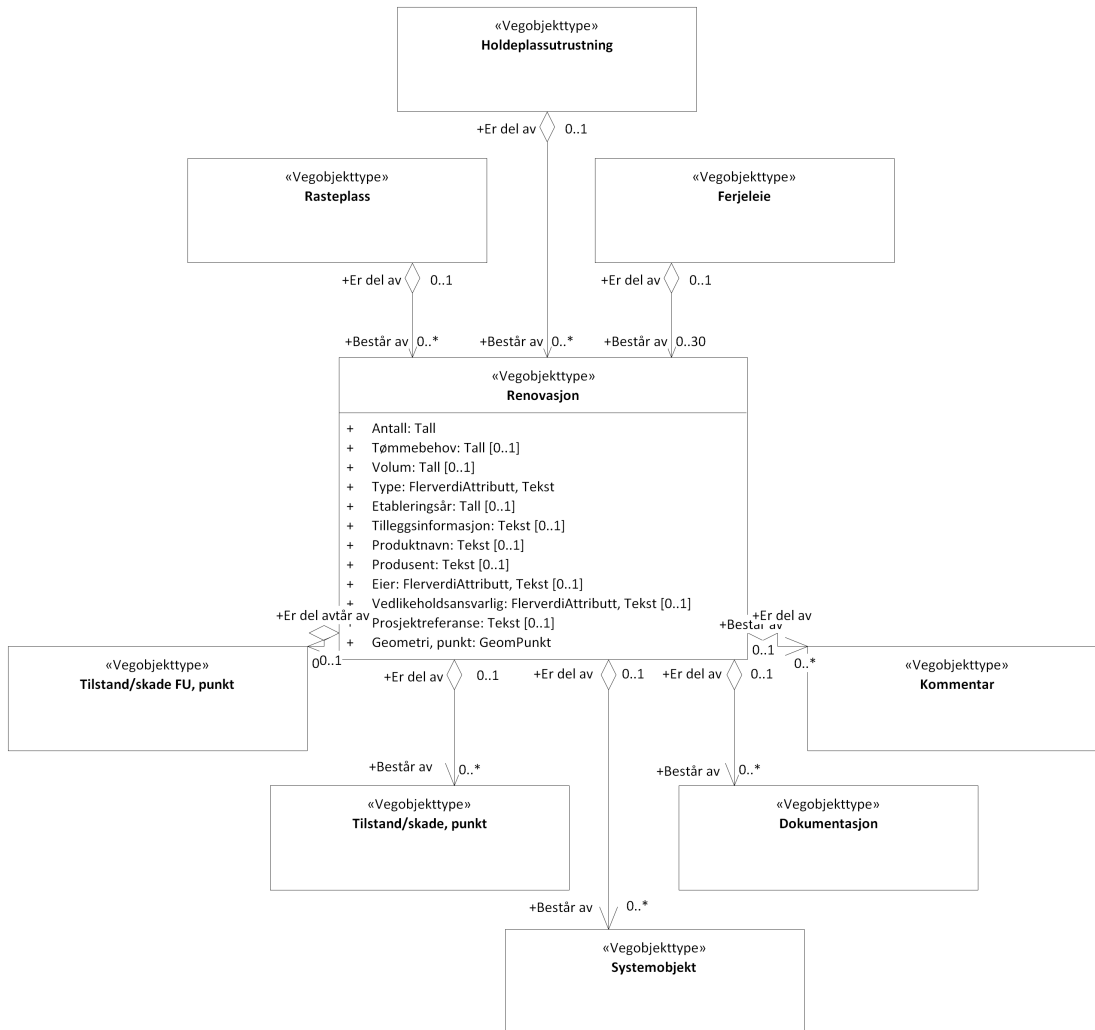 «Vegobjekttype»
Holdeplassutrustning
+Er del av 0..1
«Vegobjekttype»
Rasteplass
«Vegobjekttype»
Ferjeleie
+Er del av 0..1
+Er del av 0..1
+Består av 0..*
+Består av 0..*
+Består av 0..30
«Vegobjekttype»
Renovasjon
+ Antall: Tall
+ Tømmebehov: Tall [0..1]
+ Volum: Tall [0..1]
+ Type: FlerverdiAttributt, Tekst
+ Etableringsår: Tall [0..1]
+ Tilleggsinformasjon: Tekst [0..1]
+ Produktnavn: Tekst [0..1]
+ Produsent: Tekst [0..1]
+ Eier: FlerverdiAttributt, Tekst [0..1]
+ Vedlikeholdsansvarlig: FlerverdiAttributt, Tekst [0..1]
Prosjektreferanse: Tekst [0..1]
+ Geometri, punkt: GeomPunkt
+Er del av
0..1
+Er del av
+Består av
0..1
0..*
«Vegobjekttype»
Tilstand/skade FU, punkt
«Vegobjekttype»
Kommentar
+Er del av 0..1
+Er del av 0..1
+Er del av 0..1
+Består av 0..*
+Består av 0..*
«Vegobjekttype»
Tilstand/skade, punkt
«Vegobjekttype»
Dokumentasjon
+Består av 0..*
«Vegobjekttype»
Systemobjekt